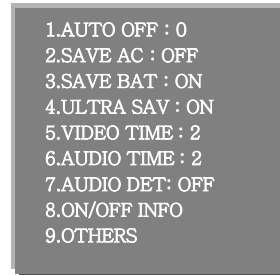 1.AUTO OFF : 0
2.SAVE AC : OFF
3.SAVE BAT : ON
4.ULTRA SAV : ON
5.VIDEO TIME : 2
6.AUDIO TIME : 2
7.AUDIO DET: OFF
8.ON/OFF INFO
9.OTHERS